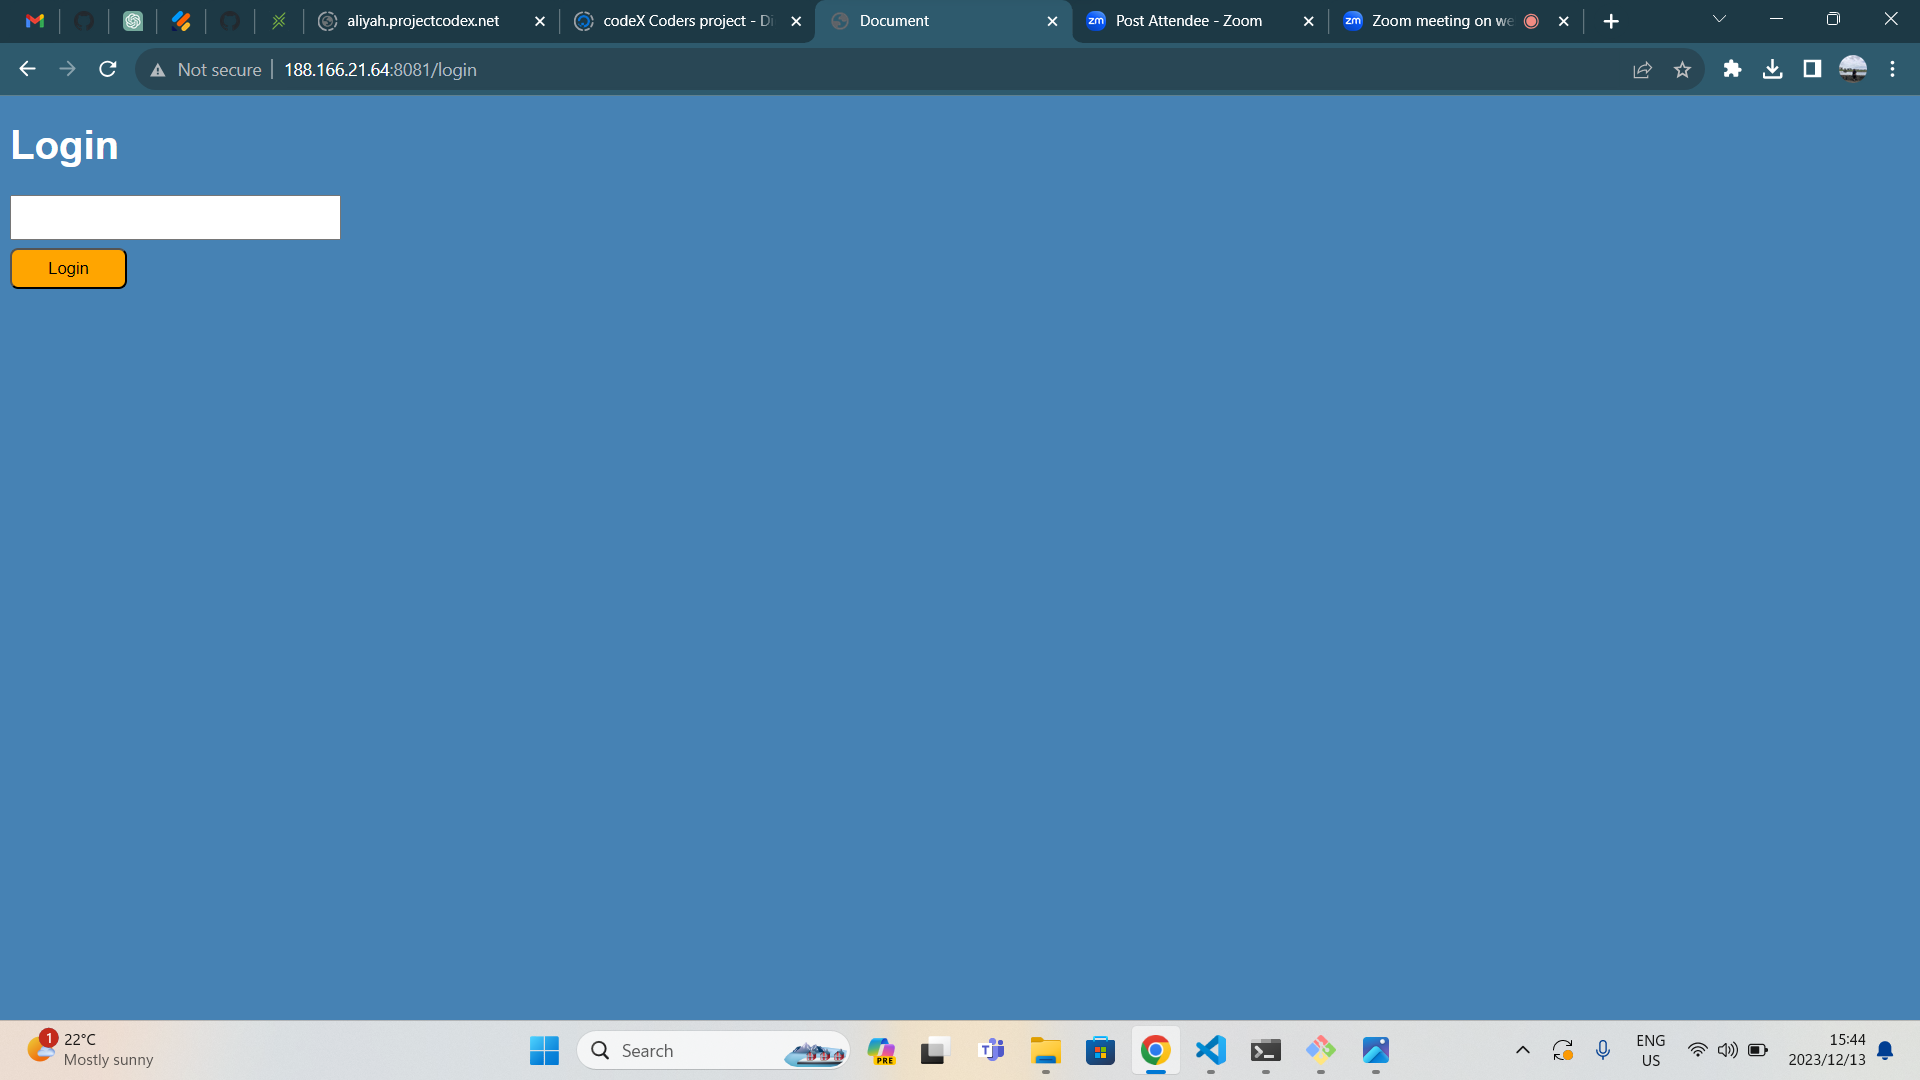 aliyah.projectcodex.net
codeX Coders project - Di
Document
zm
Post Attendee - Zoom
zm
Zoom meeting on we
Not secure
188.166.21.64:8081/login
Login
Login
1
22°C
Mostly sunny
Search
PRE
T
ENG
US
15:44
2023/12/13